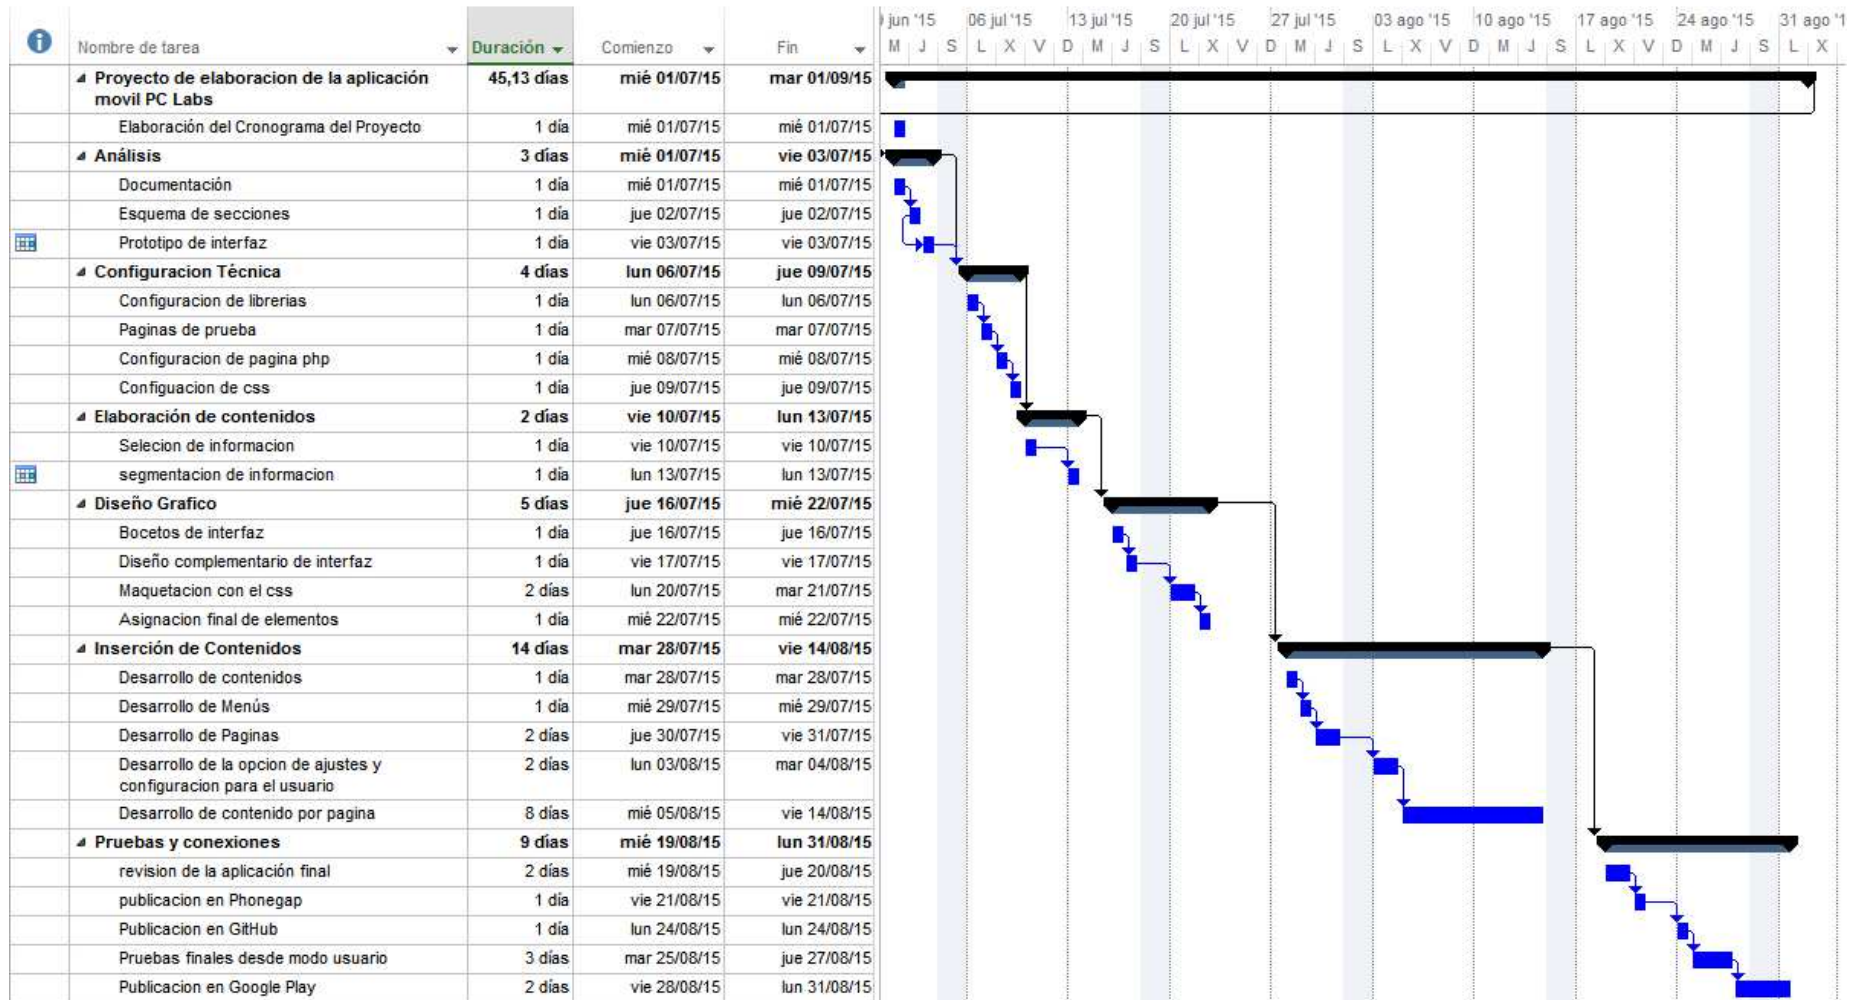 jun '15 06 jul '15 13 jul '15 20 jul '15 27 jul '15 03 ago '15 10 ago '15 17 ago '15 24 ago '15 31 ago '1
Nombre de tarea Duración Comienzo Fin M J S L X V D M J S L X V D M J S L X V D M J S L X V D M J S L X
Proyecto de elaboracion de la aplicación 45,13 días mié 01/07/15 mar 01/09/15
movil PC Labs
Elaboración del Cronograma del Proyecto 1 día mié 01/07/15 mié 01/07/15
Análisis 3 días mié 01/07/15 vie 03/07/15
Documentación 1 día mié 01/07/15 mié 01/07/15
Esquema de secciones 1 día jue 02/07/15 jue 02/07/15
Prototipo de interfaz 1 día vie 03/07/15 vie 03/07/15
Configuracion Técnica 4 días lun 06/07/15 jue 09/07/15
Configuracion de librerias 1 día lun 06/07/15 lun 06/07/15
Paginas de prueba 1 día mar 07/07/15 mar 07/07/15
Configuracion de pagina php 1 día mié 08/07/15 mié 08/07/15
Configuacion de css 1 día jue 09/07/15 jue 09/07/15
Elaboración de contenidos 2 días vie 10/07/15 lun 13/07/15
Selecion de informacion 1 día vie 10/07/15 vie 10/07/15
segmentacion de informacion 1 día lun 13/07/15 lun 13/07/15
Diseño Grafico 5 días jue 16/07/15 mié 22/07/15
Bocetos de interfaz 1 día jue 16/07/15 jue 16/07/15
Diseño complementario de interfaz 1 día vie 17/07/15 vie 17/07/15
Maquetacion con el css 2 días lun 20/07/15 mar 21/07/15
Asignacion final de elementos 1 día mié 22/07/15 mié 22/07/15
Inserción de Contenidos 14 días mar 28/07/15 vie 14/08/15
Desarrollo de contenidos 1 día mar 28/07/15 mar 28/07/15
Desarrollo de Menús 1 día mié 29/07/15 mié 29/07/15
Desarrollo de Paginas 2 días jue 30/07/15 vie 31/07/15
Desarrollo de la opcion de ajustes y 2 días lun 03/08/15 mar 04/08/15
configuracion para el usuario
Desarrollo de contenido por pagina 8 días mié 05/08/15 vie 14/08/15
Pruebas y conexiones 9 días mié 19/08/15 lun 31/08/15
revision de la aplicación final 2 días mié 19/08/15 jue 20/08/15
publicacion en Phonegap 1 día vie 21/08/15 vie 21/08/15
Publicacion en GitHub 1 día lun 24/08/15 lun 24/08/15
Pruebas finales desde modo usuario 3 días mar 25/08/15 jue 27/08/15
Publicacion en Google Play 2 días vie 28/08/15 lun 31/08/15